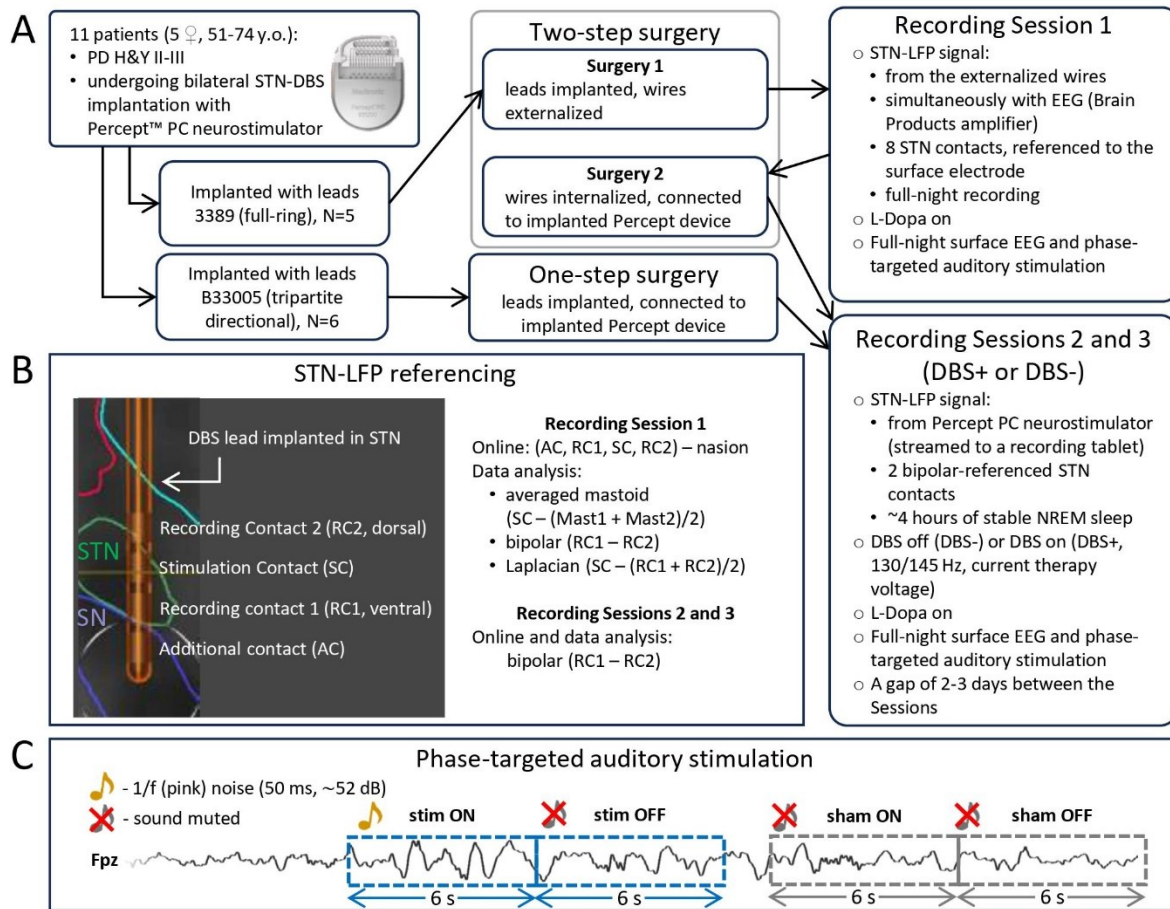 A
11 patients (5 ♀, 51-74 y.o.):
• PD H&Y II-III
• undergoing bilateral STN-DBS
implantation with
Percept™ PC neurostimulator
Implanted with leads
3389 (full-ring), N=5
Implanted with leads
B33005 (tripartite
directional), N=6
Two-step surgery
Surgery 1
leads implanted, wires
externalized
Surgery 2
wires internalized, connected
to implanted Percept device
One-step surgery
leads implanted, connected to
implanted Percept device
Recording Session 1
○ STN-LFP signal:
• from the externalized wires
• simultaneously with EEG (Brain
Products amplifier)
• 8 STN contacts, referenced to the
surface electrode
• full-night recording
○ L-Dopa on
○ Full-night surface EEG and phase-
targeted auditory stimulation
Recording Sessions 2 and 3
(DBS+ or DBS-)
○ STN-LFP signal:
• from Percept PC neurostimulator
(streamed to a recording tablet)
• 2 bipolar-referenced STN
contacts
• ~4 hours of stable NREM sleep
○ DBS off (DBS-) or DBS on (DBS+,
130/145 Hz, current therapy
voltage)
○ L-Dopa on
○ Full-night surface EEG and phase-
targeted auditory stimulation
○ A gap of 2-3 days between the
Sessions
B
STN-LFP referencing
DBS lead implanted in STN
Recording Contact 2 (RC2, dorsal)
STN
Stimulation Contact (SC)
Recording contact 1 (RC1, ventral)
SN
Additional contact (AC)
Recording Session 1
Online: (AC, RC1, SC, RC2) – nasion
Data analysis:
• averaged mastoid
(SC – (Mast1 + Mast2)/2)
• bipolar (RC1 – RC2)
• Laplacian (SC – (RC1 + RC2)/2)
Recording Sessions 2 and 3
Online and data analysis:
bipolar (RC1 – RC2)
C
Phase-targeted auditory stimulation
- 1/f (pink) noise (50 ms, ~52 dB)
- sound muted
stim ON
stim OFF
sham ON
sham OFF
Fpz
6 s
6 s
6 s
6 s